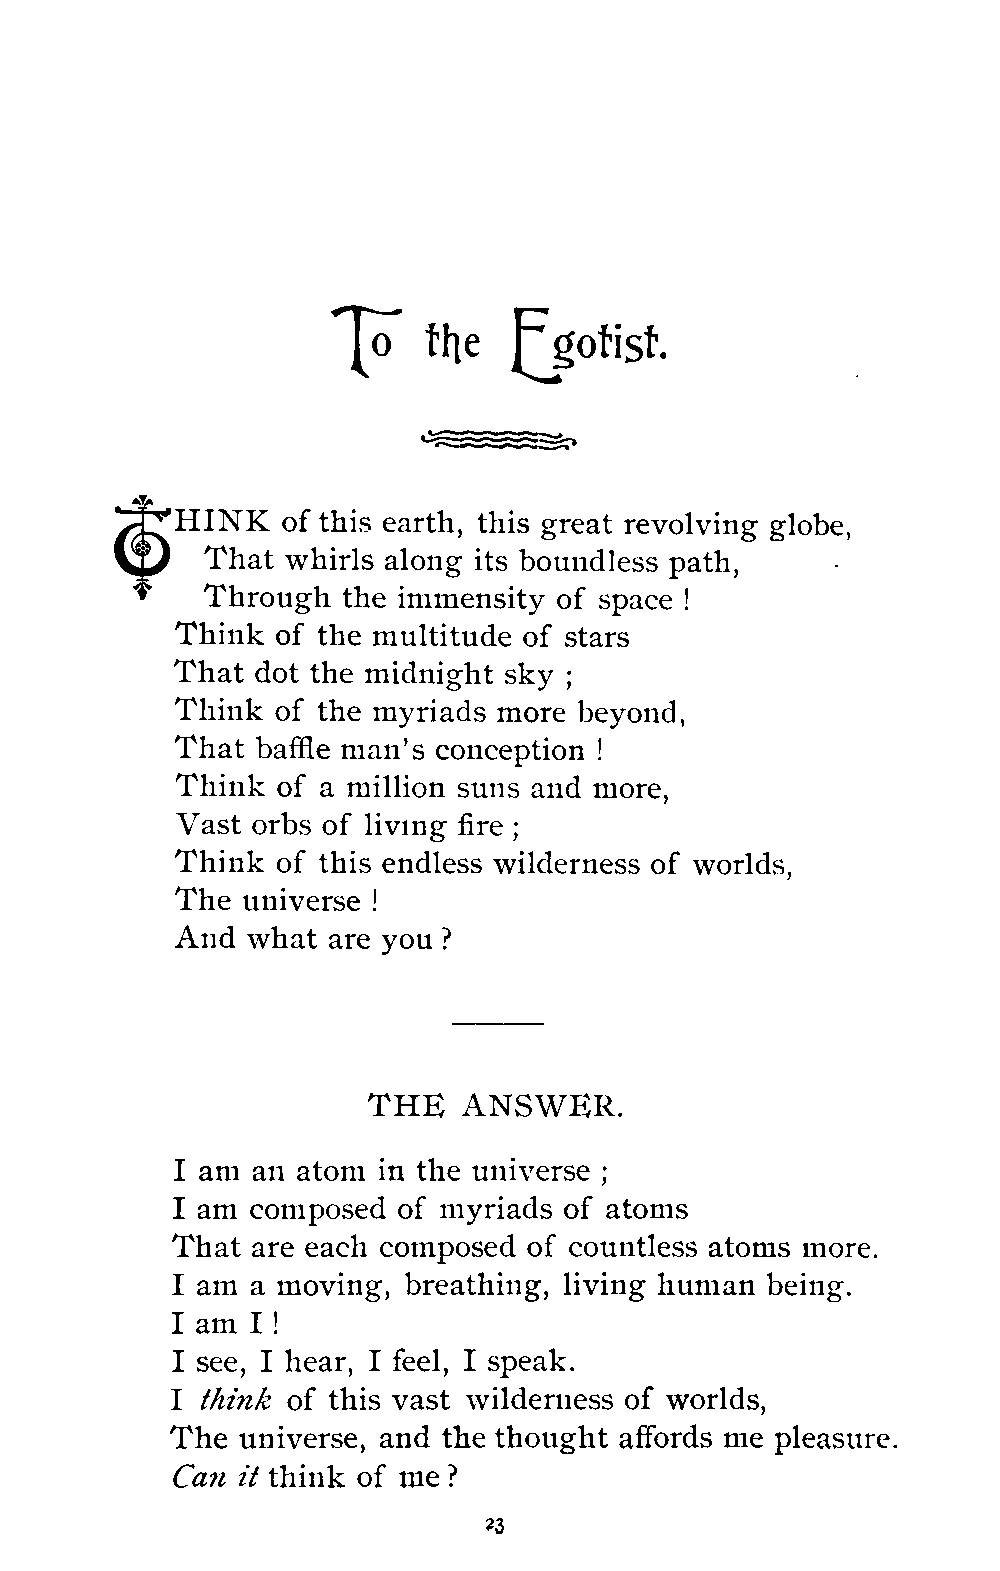 To the Egotist.
THINK of this earth, this great revolving globe,
That whirls along its boundless path,
Through the immensity of space !
Think of the multitude of stars
That dot the midnight sky ;
Think of the myriads more beyond,
That baffle man's conception !
Think of a million suns and more,
Vast orbs of living fire ;
Think of this endless wilderness of worlds,
The universe !
And what are you ?
THE ANSWER.
I am an atom in the universe ;
I am composed of myriads of atoms
That are each composed of countless atoms more.
I am a moving, breathing, living human being.
I am I !
I see, I hear, I feel, I speak.
I think of this vast wilderness of worlds,
The universe, and the thought affords me pleasure.
Can it think of me ?
23